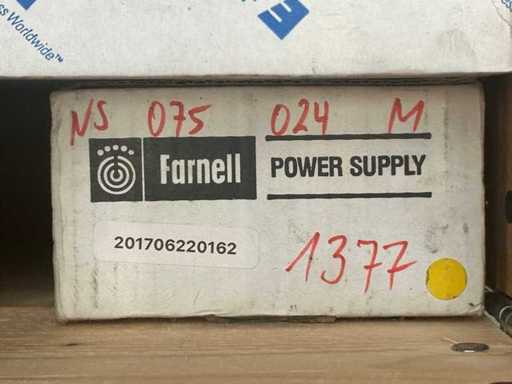 s Worldwide™
NS 075 024 M
Farnell
POWER SUPPLY
201706220162
1377